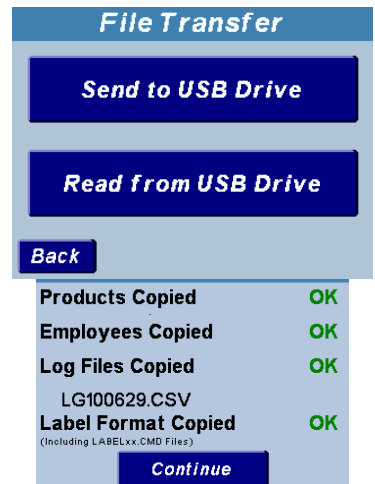 File Transfer
Send to USB Drive
Read from USB Drive
Back
Products Copied OK
Employees Copied OK
Log Files Copied OK
LG100629.CSV
Label Format Copied OK
(Including LABELxx.CMD Files)
Continue